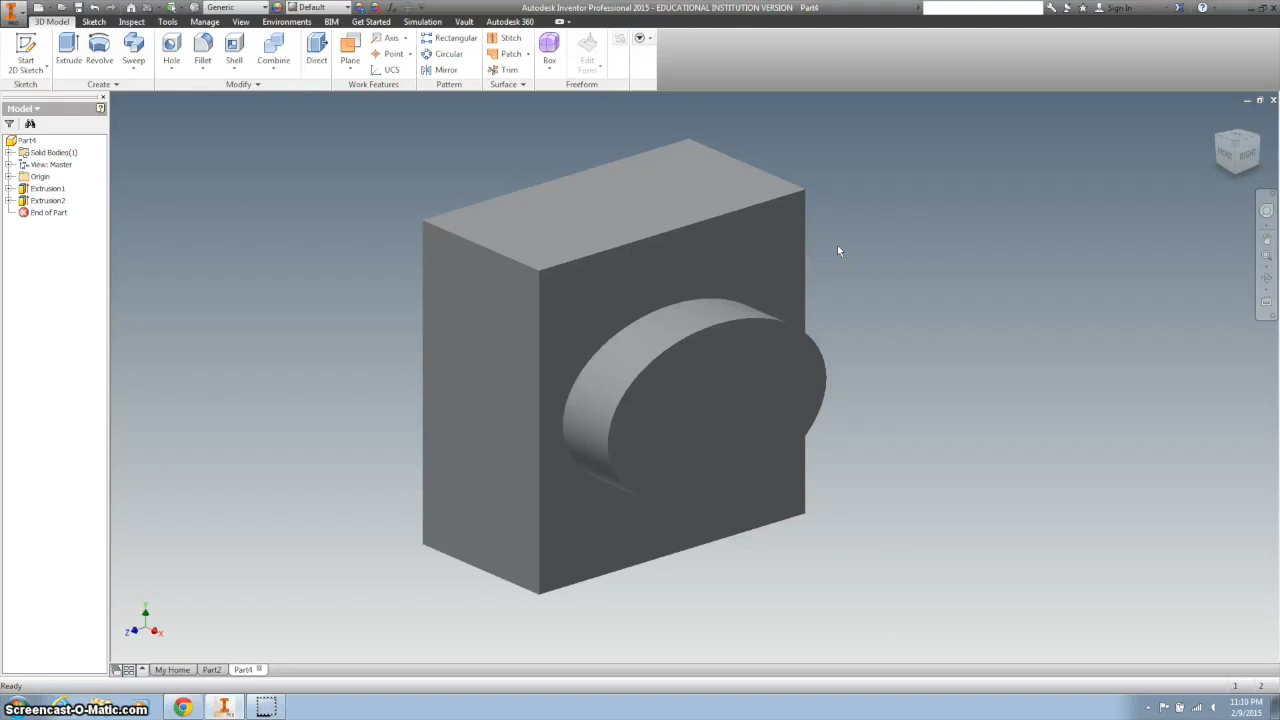 Generic
Default
Autodesk Inventor Professional 2015 - EDUCATIONAL INSTITUTION VERSION Part4
Sign In
PRO
3D Model
Sketch
Inspect
Tools
Manage
View
Environments
BIM
Get Started
Simulation
Vault
Autodesk 360
Start
2D Sketch
Extrude
Revolve
Sweep
Hole
Fillet
Shell
Combine
Direct
Plane
Axis
Point
UCS
Rectangular
Circular
Mirror
Stitch
Patch
Trim
Box
Edit
Form
Sketch
Create
Modify
Work Features
Pattern
Surface
Freeform
Model
Part4
Solid Bodies(1)
View: Master
Origin
Extrusion1
Extrusion2
End of Part
FRONT
RIGHT
Y
Z
X
My Home
Part2
Part4
Ready
1
2
Screencast-O-Matic.com
11:10 PM
2/9/2015